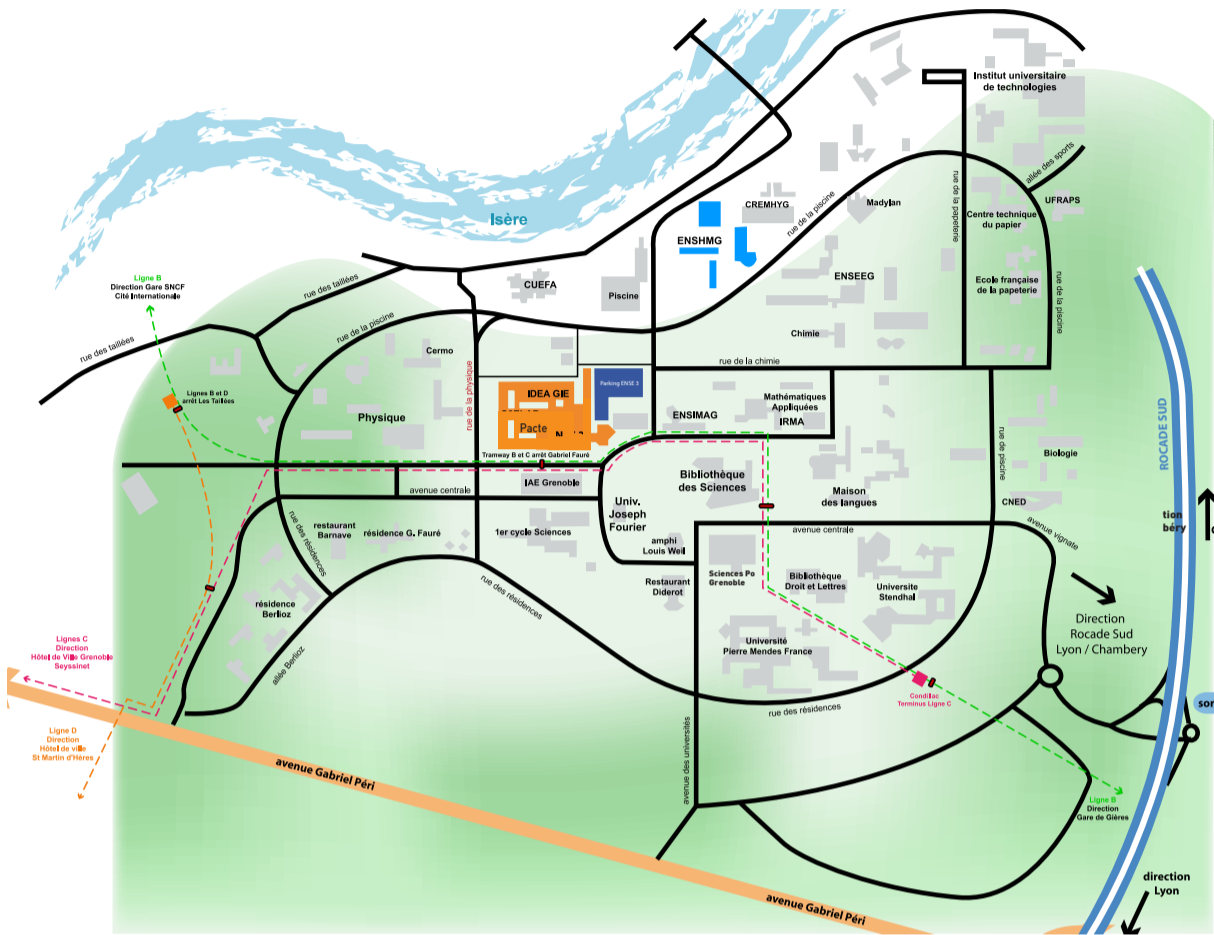 Institut universitaire
de technologies
allée des sports
UFRAPS
rue de la papeterie
Centre technique
du papier
Ecole française
de la papeterie
rue de la piscine
Madylan
CREMHYG
rue de la piscine
ENSHMG
ENSEEG
Chimie
rue de la chimie
Isère
CUEFA
Piscine
Ligne B
Direction Gare SNCF
Cité Internationale
rue des taillées
rue des taillées
rue de la piscine
Cermo
rue de la physique
Lignes B et D
arrêt Les Taillées
Physique
IDEA GIE
Pacte
Parking ENSE 3
Tramway B et C arrêt Gabriel Fauré
ENSIMAG
Mathématiques
Appliquées
IRMA
rue de piscine
Biologie
CNED
ROCADE SUD
tion
béry
avenue centrale
IAE Grenoble
Bibliothèque
des Sciences
Maison
des langues
Univ.
Joseph
Fourier
avenue centrale
avenue vignate
rue des résidences
restaurant
Barnave
résidence G. Fauré
1er cycle Sciences
amphi
Louis Weil
Restaurant
Diderot
Sciences Po
Grenoble
Bibliothèque
Droit et Lettres
Universite
Stendhal
résidence
Berlioz
rue des résidences
allée Berlioz
Université
Pierre Mendes France
Direction
Rocade Sud
Lyon / Chambery
Condillac
Terminus Ligne C
rue des résidences
avenue des universités
Lignes C
Direction
Hôtel de Ville Grenoble
Seyssinet
Ligne D
Direction
Hôtel de ville
St Martin d'Hères
avenue Gabriel Péri
Ligne B
Direction
Gare de Gières
sor
direction
Lyon
avenue Gabriel Péri